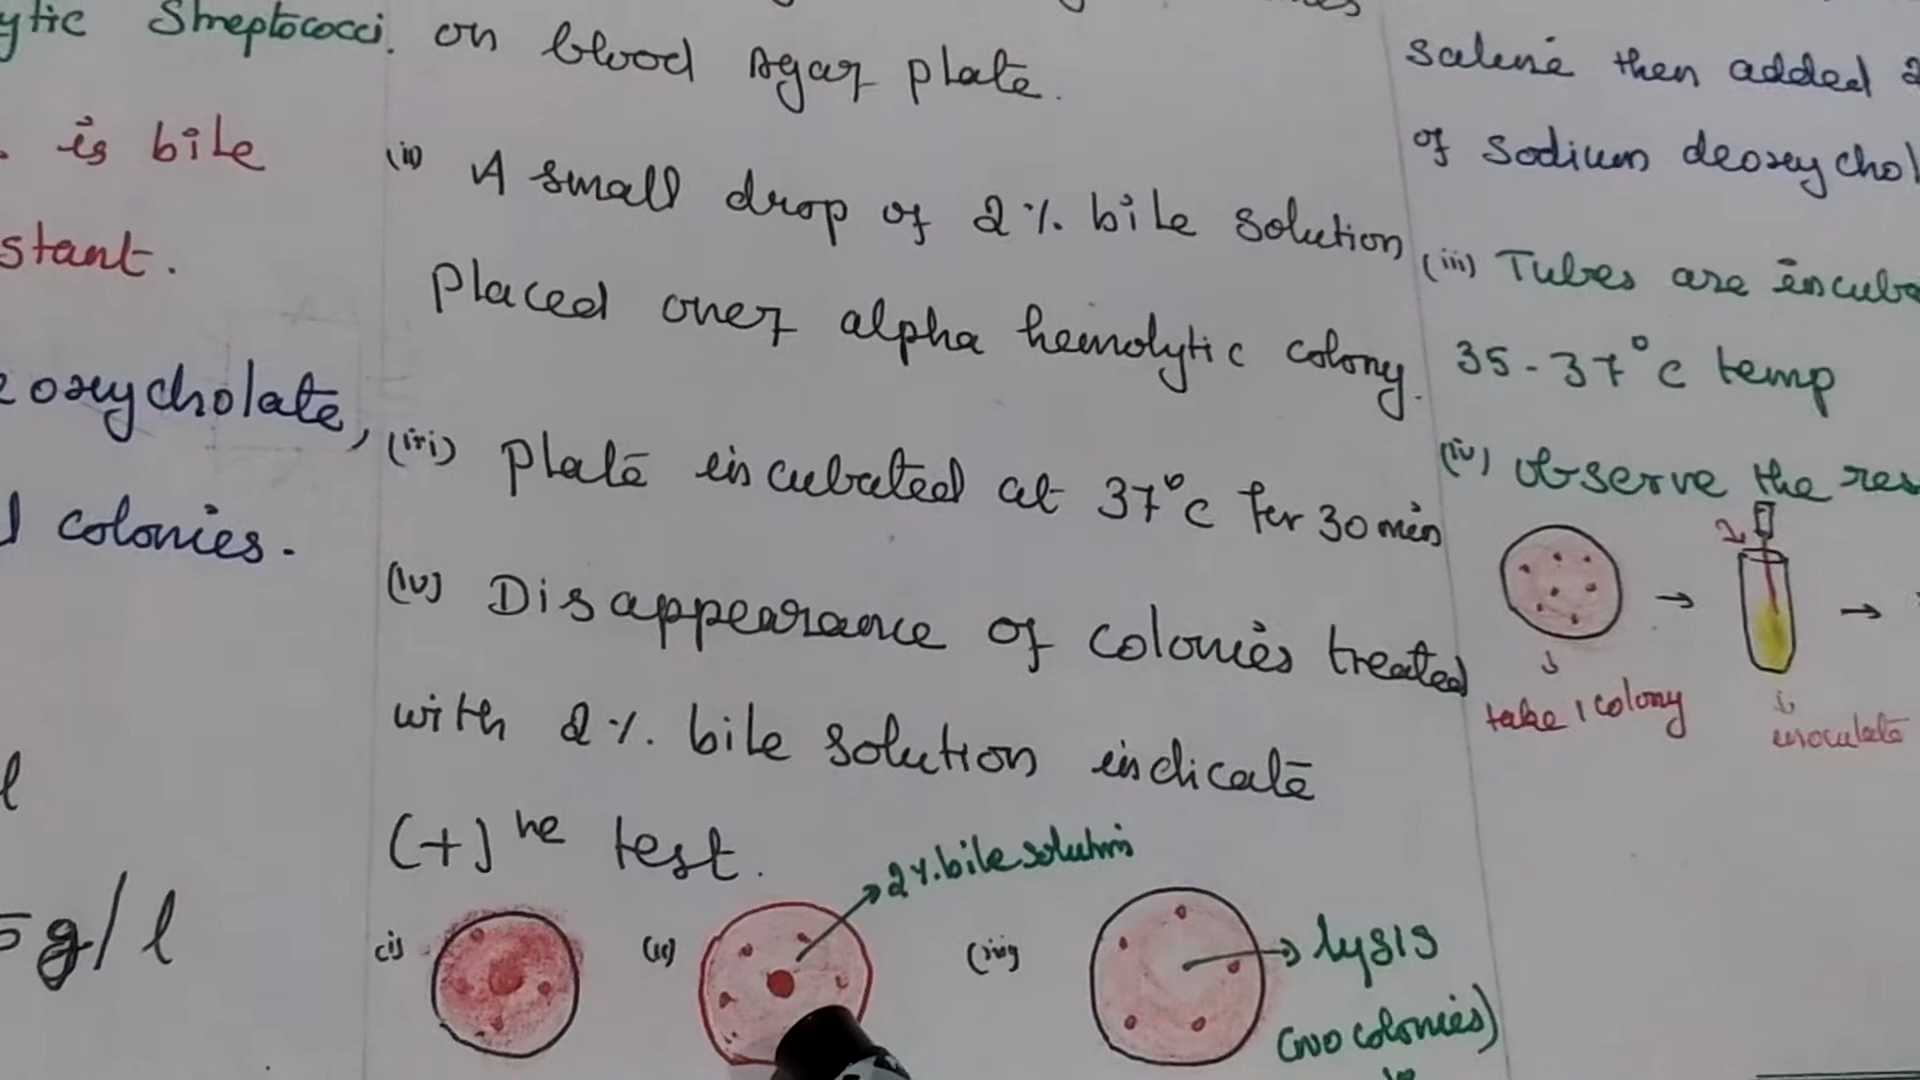 ytic Streptococci.
. is bile
stant.
eoxycholate,
l colonies.
l
g/l
on blood Agar plate.
(ii) A small drop of 2%. bile solution
placed over alpha hemolytic colony.
(iii) Plate incubated at 37°c for 30 min
(iv) Disappearance of colonies treated
with 2%. bile solution indicate
(+)ve test.
2%. bile solution
(i)
(ii)
(iii)
lysis
(no colonies)
saline then added 2
of sodium deoxychol
(iii) Tubes are incuba
35-37°c temp
(iv) Observe the res
take 1 colony
inoculate